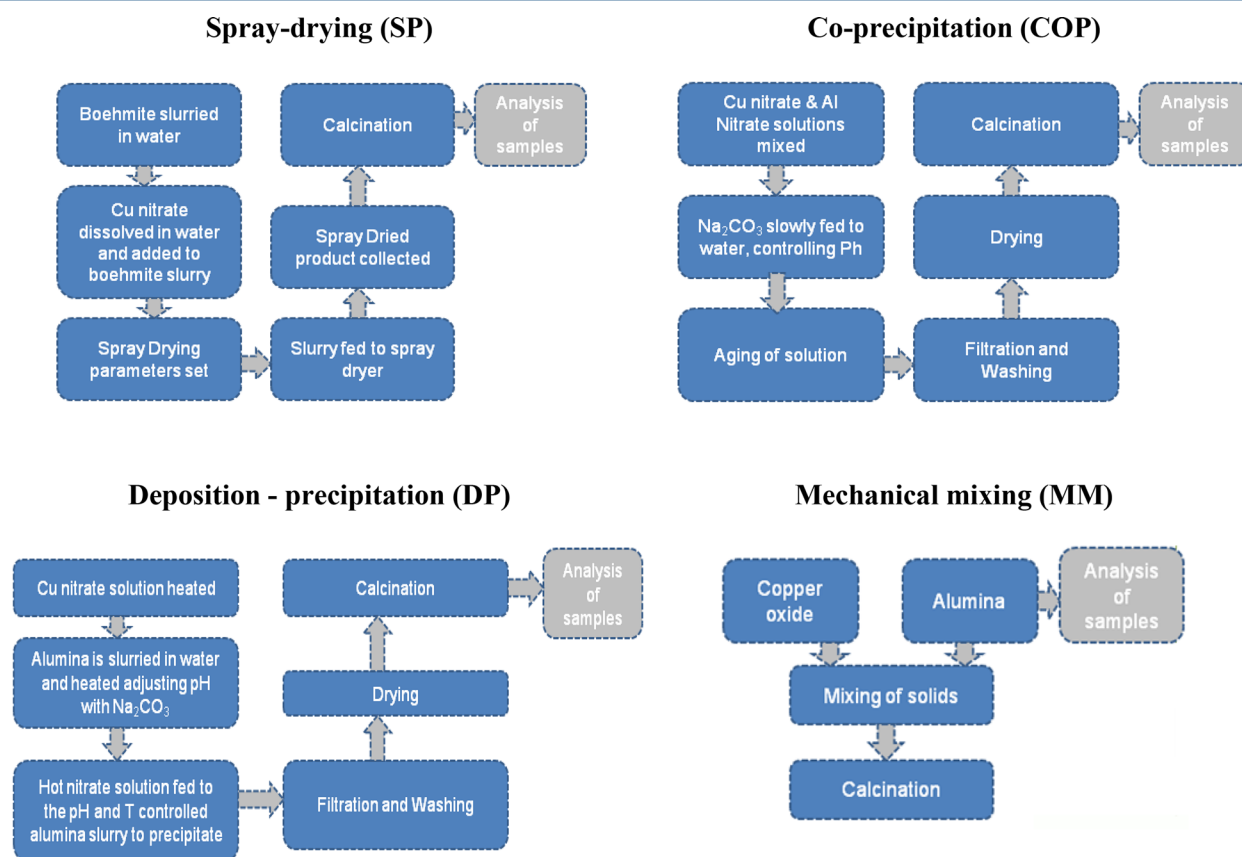 Spray-drying (SP)
Boehmite slurried
in water
Cu nitrate
dissolved in water
and added to
boehmite slurry
Spray Drying
parameters set
Slurry fed to spray
dryer
Spray Dried
product collected
Calcination
Analysis
of
samples
Co-precipitation (COP)
Cu nitrate & Al
Nitrate solutions
mixed
Na₂CO₃ slowly fed to
water, controlling Ph
Aging of solution
Filtration and
Washing
Drying
Calcination
Analysis
of
samples
Deposition - precipitation (DP)
Cu nitrate solution heated
Alumina is slurried in water
and heated adjusting pH
with Na₂CO₃
Hot nitrate solution fed to
the pH and T controlled
alumina slurry to precipitate
Filtration and Washing
Drying
Calcination
Analysis
of
samples
Mechanical mixing (MM)
Copper
oxide
Alumina
Analysis
of
samples
Mixing of solids
Calcination